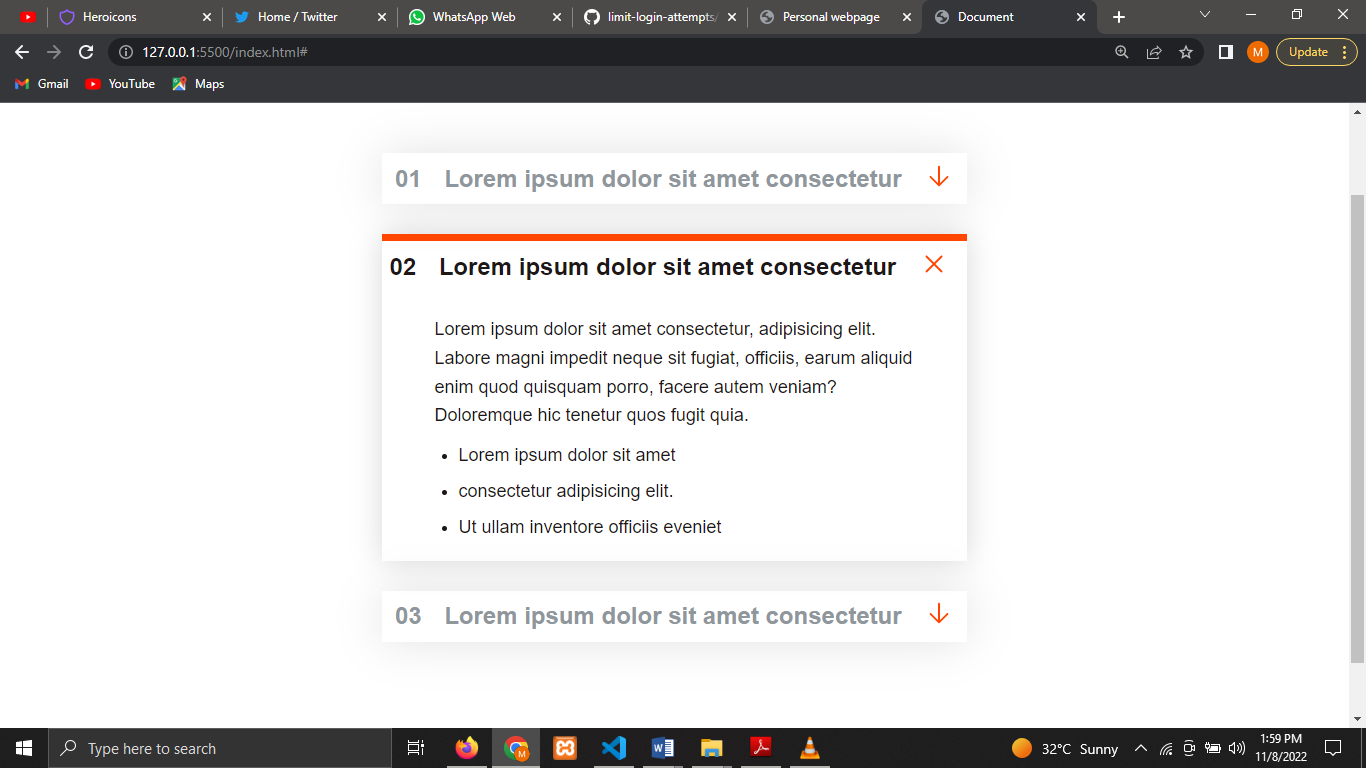 Heroicons
Home / Twitter
WhatsApp Web
limit-login-attempts/
Personal webpage
Document
127.0.0.1:5500/index.html#
M
Update
Gmail
YouTube
Maps
01 Lorem ipsum dolor sit amet consectetur
02 Lorem ipsum dolor sit amet consectetur
Lorem ipsum dolor sit amet consectetur, adipisicing elit.
Labore magni impedit neque sit fugiat, officiis, earum aliquid
enim quod quisquam porro, facere autem veniam?
Doloremque hic tenetur quos fugit quia.
• Lorem ipsum dolor sit amet
• consectetur adipisicing elit.
• Ut ullam inventore officiis eveniet
03 Lorem ipsum dolor sit amet consectetur
Type here to search
32°C Sunny
1:59 PM
11/8/2022